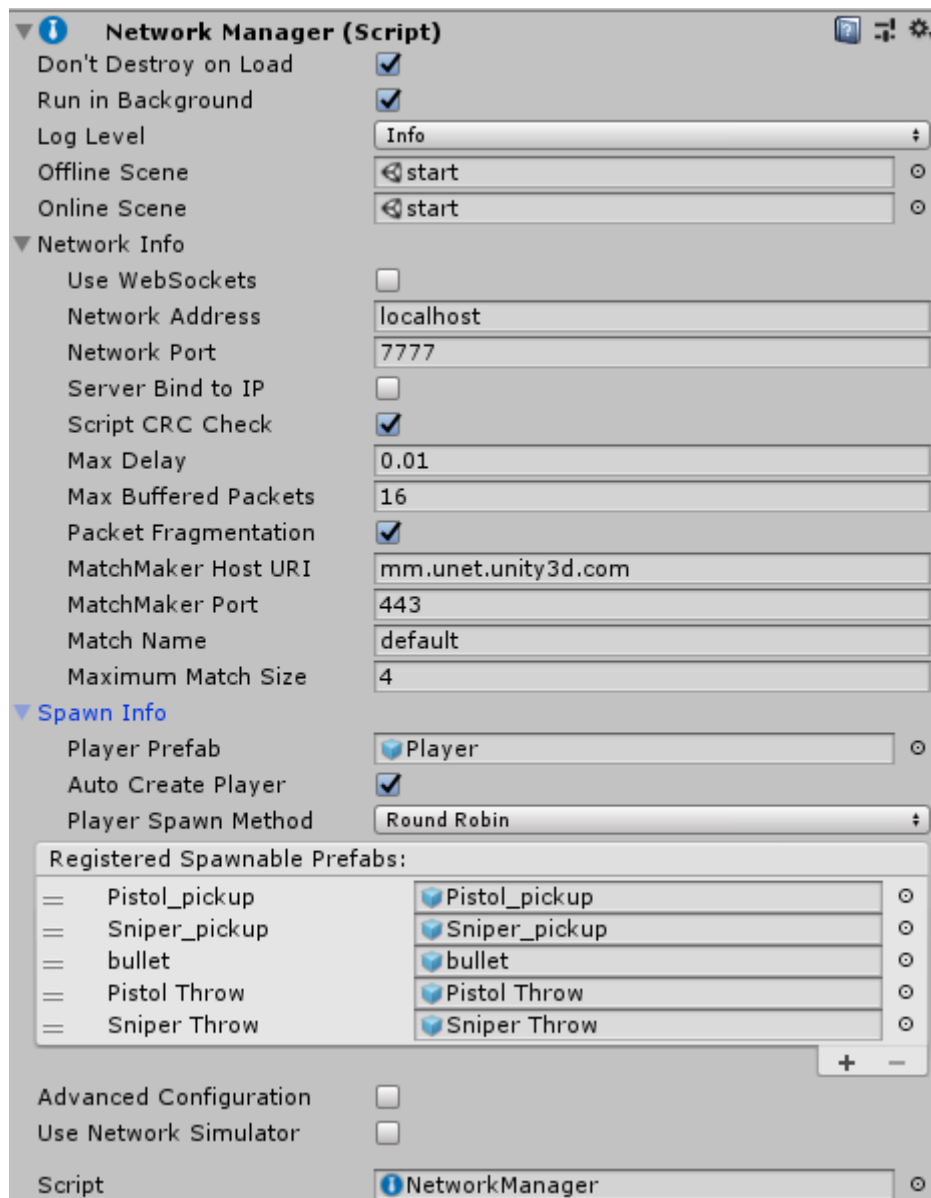 Network Manager (Script)
Don't Destroy on Load
Run in Background
Log Level Info
Offline Scene start
Online Scene start
Network Info
Use WebSockets
Network Address localhost
Network Port 7777
Server Bind to IP
Script CRC Check
Max Delay 0.01
Max Buffered Packets 16
Packet Fragmentation
MatchMaker Host URI mm.unet.unity3d.com
MatchMaker Port 443
Match Name default
Maximum Match Size 4
Spawn Info
Player Prefab Player
Auto Create Player
Player Spawn Method Round Robin
Registered Spawnable Prefabs:
Pistol_pickup Pistol_pickup
Sniper_pickup Sniper_pickup
bullet bullet
Pistol Throw Pistol Throw
Sniper Throw Sniper Throw
Advanced Configuration
Use Network Simulator
Script NetworkManager